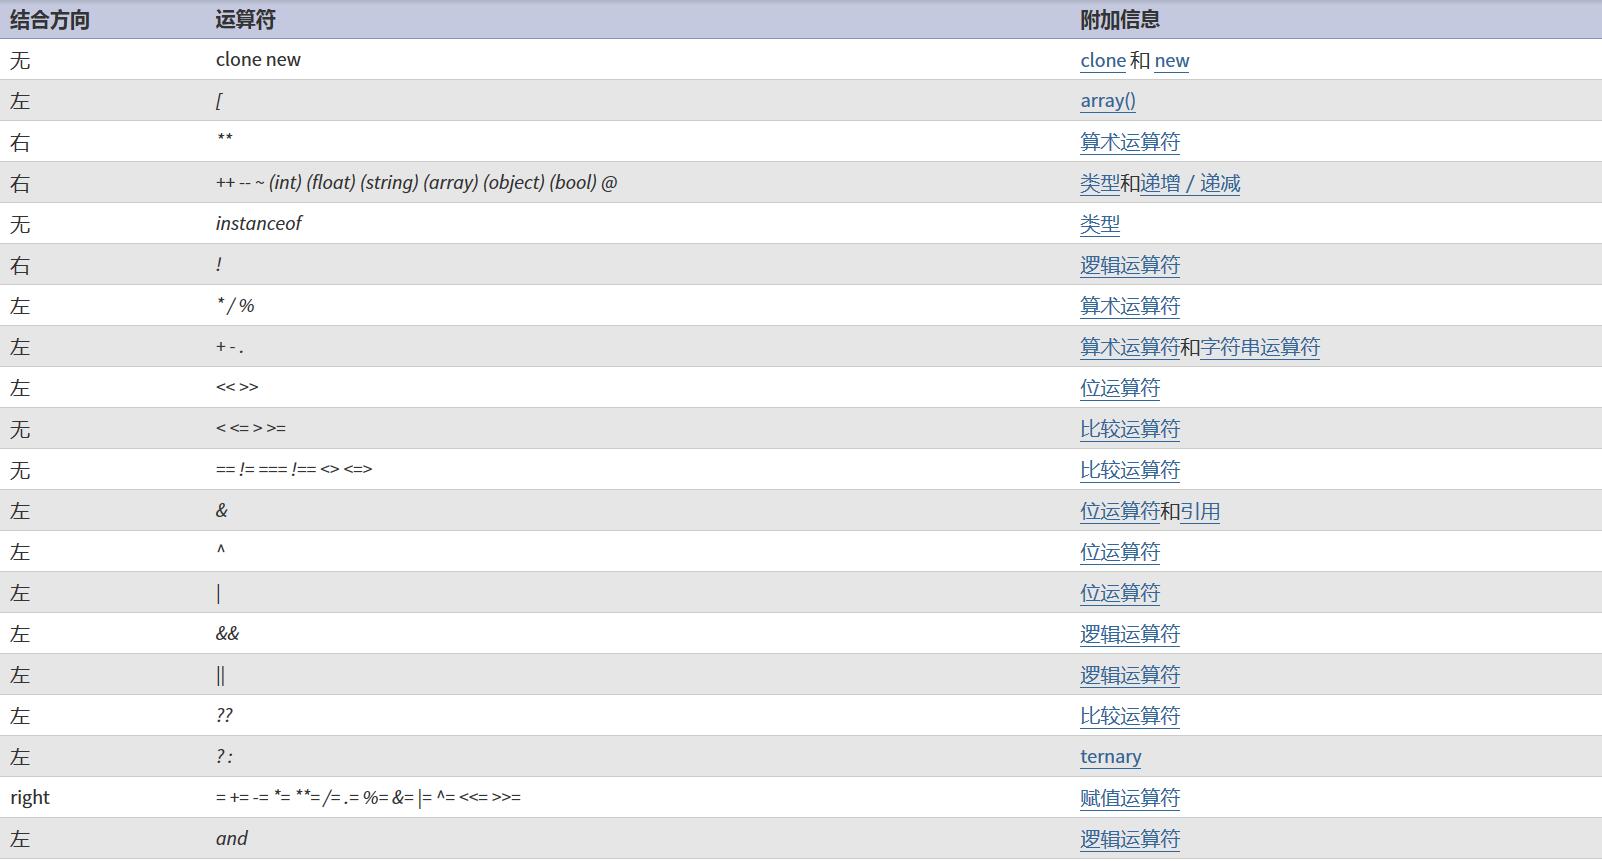 结合方向 运算符 附加信息
无 clone new clone 和 new
左 [ array()
右 ** 算术运算符
右 ++ -- ~ (int) (float) (string) (array) (object) (bool) @ 类型和递增／递减
无 instanceof 类型
右 ! 逻辑运算符
左 * / % 算术运算符
左 + - . 算术运算符和字符串运算符
左 << >> 位运算符
无 < <= > >= 比较运算符
无 == != === !== <> <=> 比较运算符
左 & 位运算符和引用
左 ^ 位运算符
左 | 位运算符
左 && 逻辑运算符
左 || 逻辑运算符
左 ?? 比较运算符
左 ? : ternary
right = += -= *= **= /= .= %= &= |= ^= <<= >>= 赋值运算符
左 and 逻辑运算符